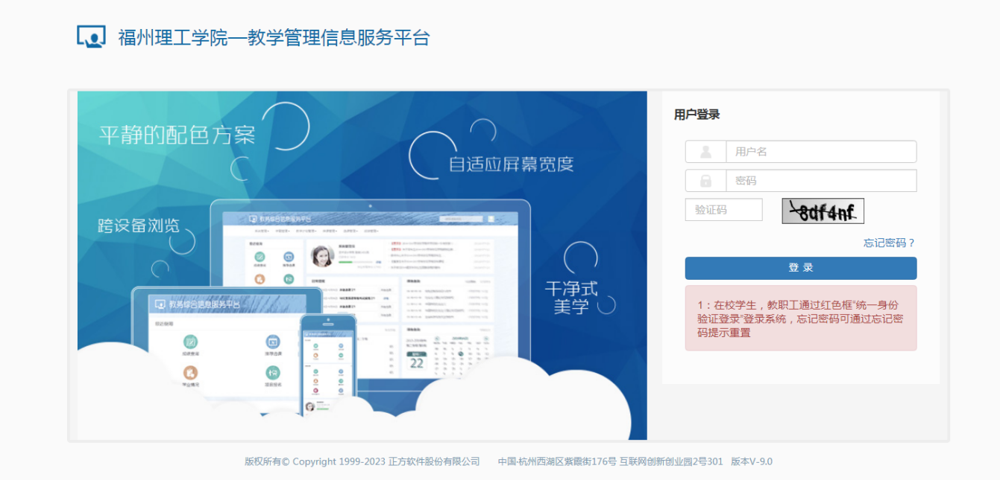 福州理工学院—教学管理信息服务平台
平静的配色方案
自适应屏幕宽度
跨设备浏览
干净式
美学
教务综合信息服务平台
教务综合信息服务平台
22
用户登录
用户名
密码
验证码
8df4nf
忘记密码？
登 录
1：在校学生，教职工通过红色框"统一身份
验证登录"登录系统，忘记密码可通过忘记密
码提示重置
版权所有© Copyright 1999-2023 正方软件股份有限公司 中国·杭州西湖区紫霞街176号 互联网创新创业园2号301 版本V-9.0